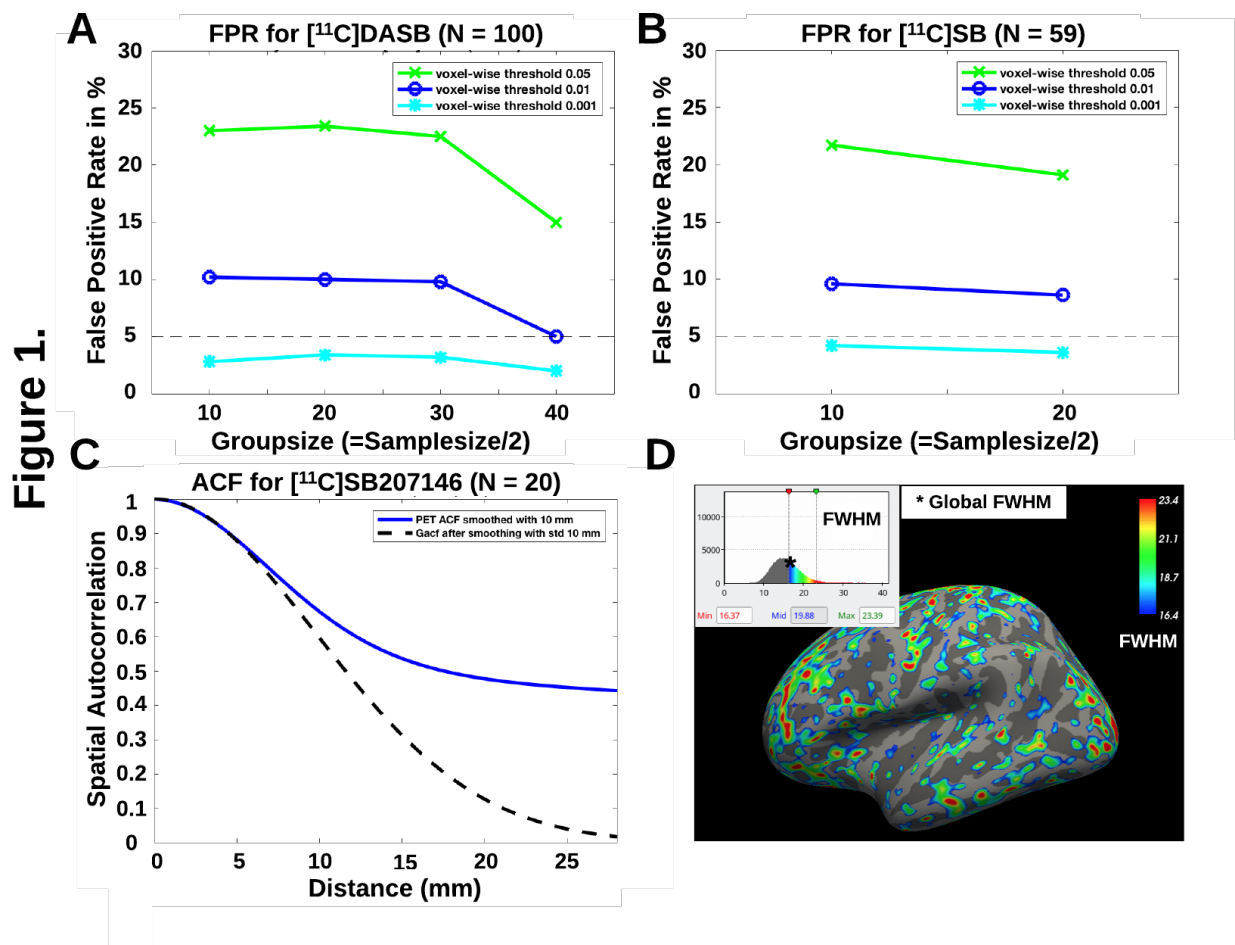 Figure 1.
A
FPR for [¹¹C]DASB (N = 100)
False Positive Rate in %
30
25
20
15
10
5
0
voxel-wise threshold 0.05
voxel-wise threshold 0.01
voxel-wise threshold 0.001
10 20 30 40
Groupsize (=Samplesize/2)
B
FPR for [¹¹C]SB (N = 59)
False Positive Rate in %
30
25
20
15
10
5
0
voxel-wise threshold 0.05
voxel-wise threshold 0.01
voxel-wise threshold 0.001
10 20
Groupsize (=Samplesize/2)
C
ACF for [¹¹C]SB207146 (N = 20)
Spatial Autocorrelation
1
0.9
0.8
0.7
0.6
0.5
0.4
0.3
0.2
0.1
0
PET ACF smoothed with 10 mm
Gacf after smoothing with std 10 mm
0 5 10 15 20 25
Distance (mm)
D
* Global FWHM
FWHM
10000
5000
0
*
0 10 20 30 40
Min 16.37 Mid 19.88 Max 23.39
23.4
21.7
18.7
16.4
FWHM